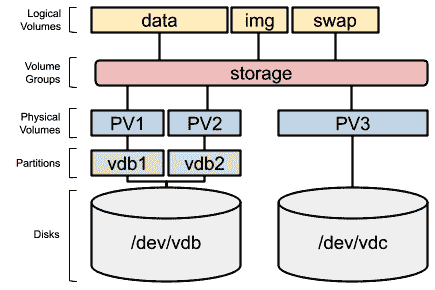 Logical
Volumes
data img swap
Volume
Groups
storage
Physical
Volumes
PV1 PV2 PV3
Partitions
vdb1 vdb2
Disks
/dev/vdb /dev/vdc